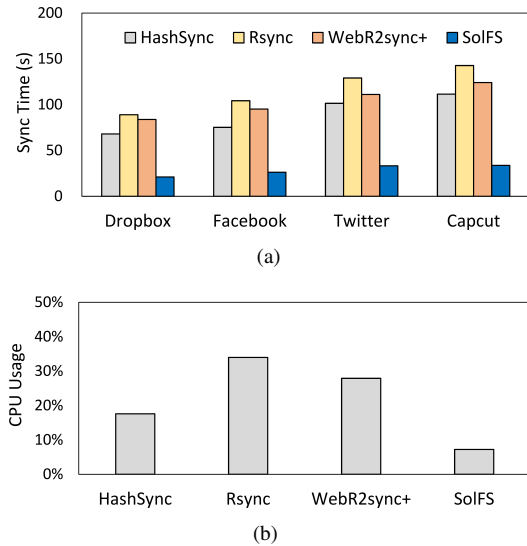 HashSync Rsync WebR2sync+ SolFS
Sync Time (s)
200
150
100
50
0
Dropbox Facebook Twitter Capcut
(a)
CPU Usage
50%
40%
30%
20%
10%
0%
HashSync Rsync WebR2sync+ SolFS
(b)